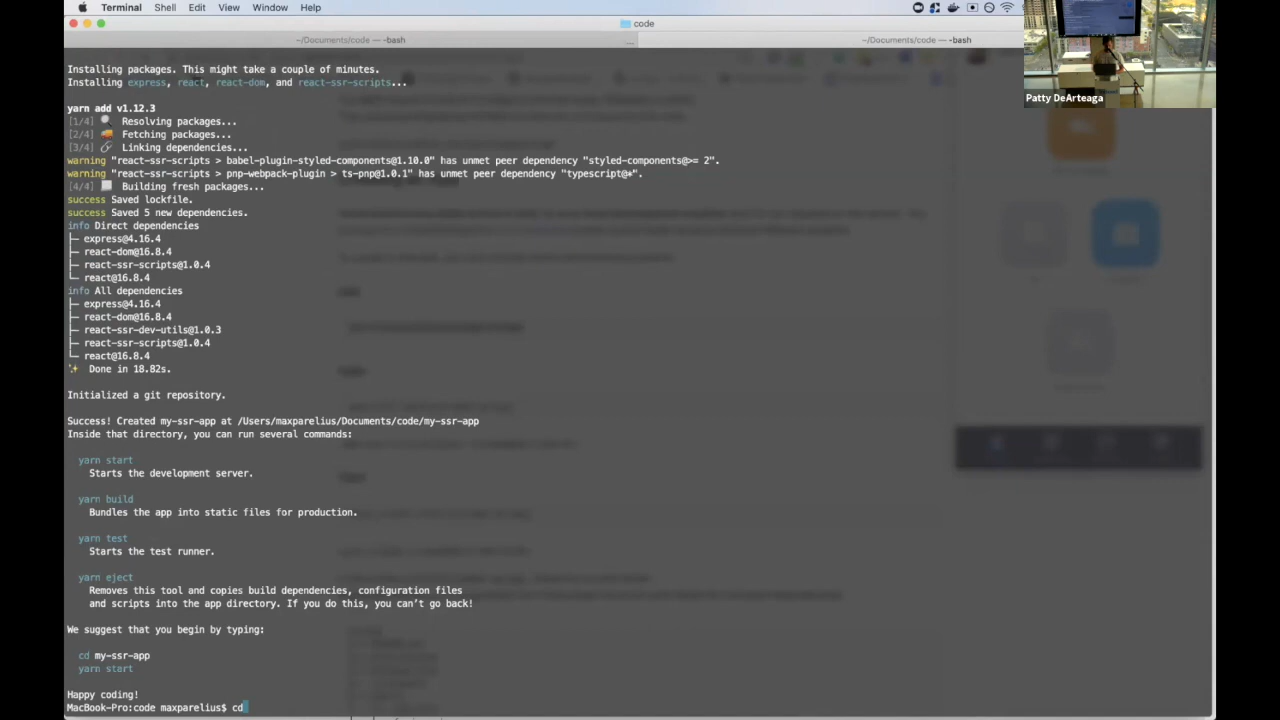 Terminal Shell Edit View Window Help
code
~/Documents/code — -bash
~/Documents/code — -bash
Installing packages. This might take a couple of minutes.
Installing express, react, react-dom, and react-ssr-scripts...
yarn add v1.12.3
[1/4] Resolving packages...
[2/4] Fetching packages...
[3/4] Linking dependencies...
warning "react-ssr-scripts > babel-plugin-styled-components@1.10.0" has unmet peer dependency "styled-components@>= 2".
warning "react-ssr-scripts > pnp-webpack-plugin > ts-pnp@1.0.1" has unmet peer dependency "typescript@*".
[4/4] Building fresh packages...
success Saved lockfile.
success Saved 5 new dependencies.
info Direct dependencies
├─ express@4.16.4
├─ react-dom@16.8.4
├─ react-ssr-scripts@1.0.4
└─ react@16.8.4
info All dependencies
├─ express@4.16.4
├─ react-dom@16.8.4
├─ react-ssr-dev-utils@1.0.3
├─ react-ssr-scripts@1.0.4
└─ react@16.8.4
✨ Done in 18.82s.
Initialized a git repository.
Success! Created my-ssr-app at /Users/maxparelius/Documents/code/my-ssr-app
Inside that directory, you can run several commands:
yarn start
Starts the development server.
yarn build
Bundles the app into static files for production.
yarn test
Starts the test runner.
yarn eject
Removes this tool and copies build dependencies, configuration files
and scripts into the app directory. If you do this, you can't go back!
We suggest that you begin by typing:
cd my-ssr-app
yarn start
Happy coding!
MacBook-Pro:code maxparelius$ cd
Patty DeArteaga